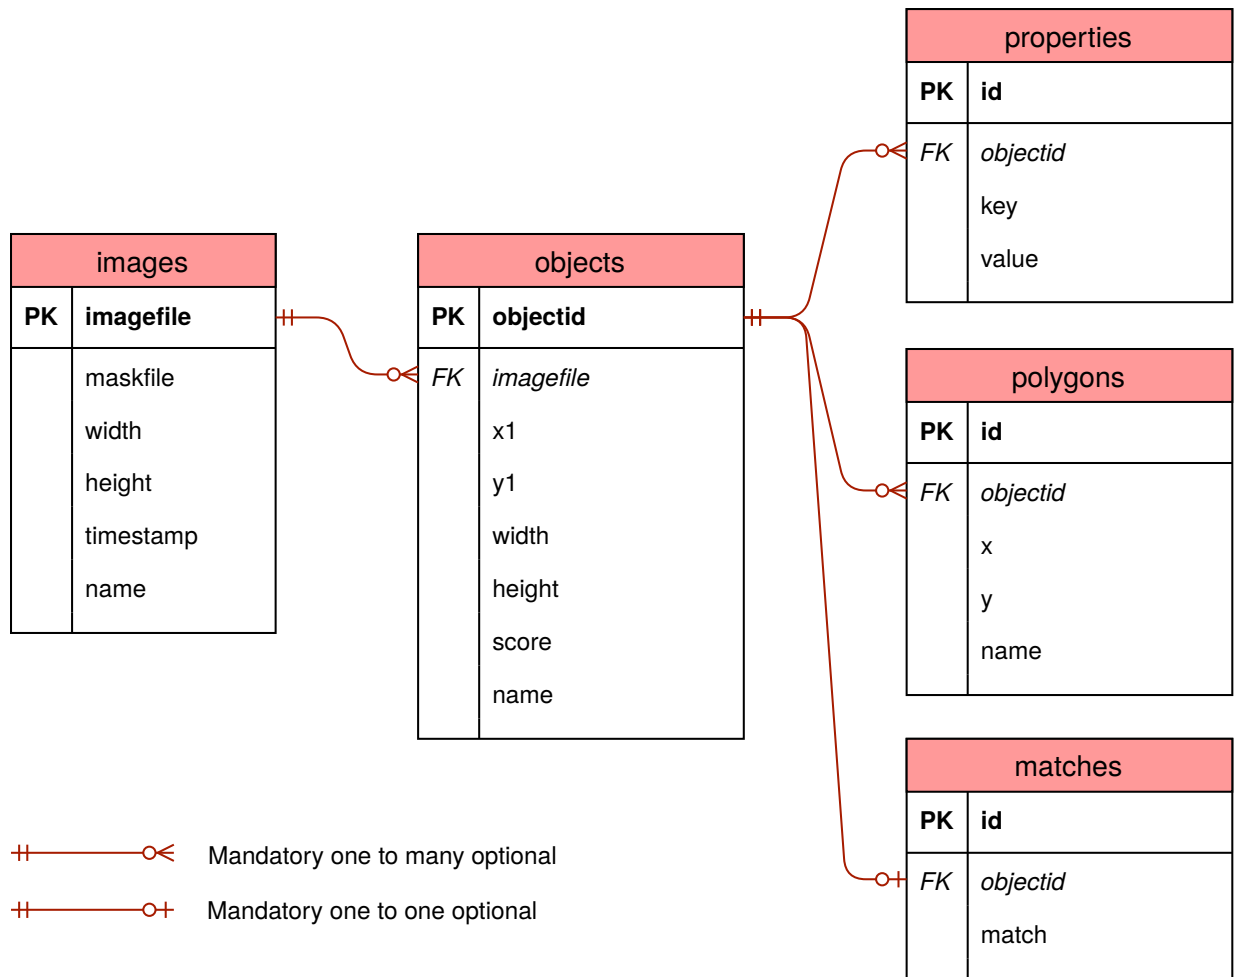 images
PK imagefile
maskfile
width
height
timestamp
name
objects
PK objectid
FK imagefile
x1
y1
width
height
score
name
properties
PK id
FK objectid
key
value
polygons
PK id
FK objectid
x
y
name
matches
PK id
FK objectid
match
Mandatory one to many optional
Mandatory one to one optional